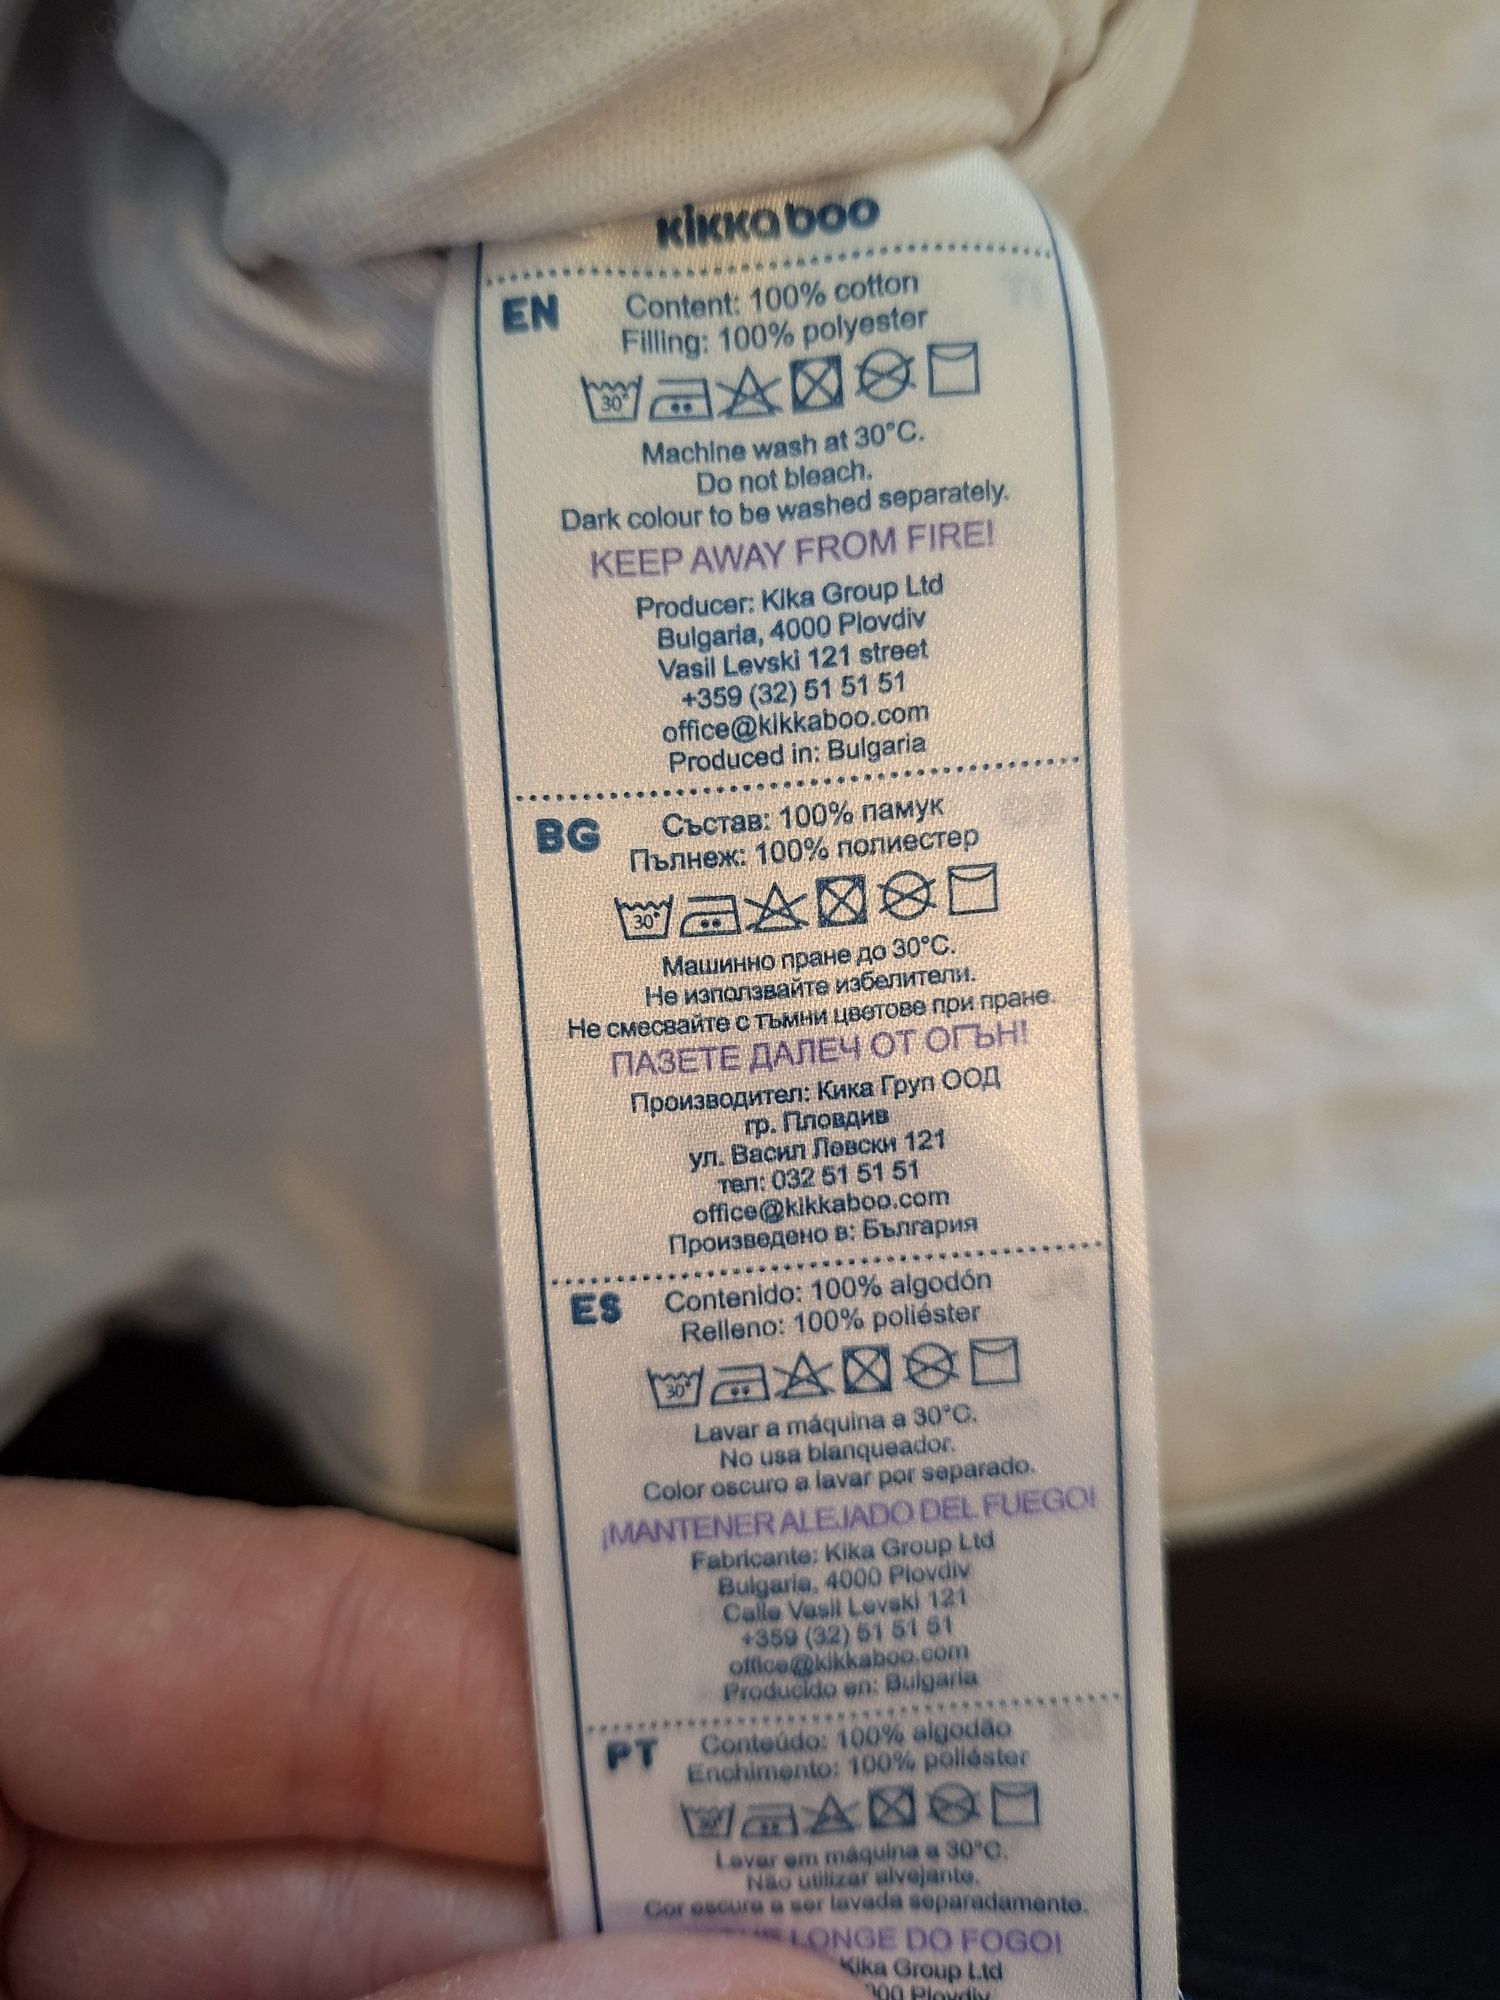 kikkaboo
EN
Content: 100% cotton
Filling: 100% polyester
30°
Machine wash at 30°C.
Do not bleach.
Dark colour to be washed separately.
KEEP AWAY FROM FIRE!
Producer: Kika Group Ltd
Bulgaria, 4000 Plovdiv
Vasil Levski 121 street
+359 (32) 51 51 51
office@kikkaboo.com
Produced in: Bulgaria
BG
Състав: 100% памук
Пълнеж: 100% полиестер
30°
Машинно пране до 30°C.
Не използвайте избелители.
Не смесвайте с тъмни цветове при пране.
ПАЗЕТЕ ДАЛЕЧ ОТ ОГЪН!
Производител: Кика Груп ООД
гр. Пловдив
ул. Васил Левски 121
тел: 032 51 51 51
office@kikkaboo.com
Произведено в: България
ES
Contenido: 100% algodón
Relleno: 100% poliéster
30°
Lavar a máquina a 30°C.
No usa blanqueador.
Color oscuro a lavar por separado.
¡MANTENER ALEJADO DEL FUEGO!
Fabricante: Kika Group Ltd
Bulgaria, 4000 Plovdiv
Calle Vasil Levski 121
+359 (32) 51 51 51
office@kikkaboo.com
Producido en: Bulgaria
PT
Conteúdo: 100% algodão
Enchimento: 100% poliéster
30°
Lavar em máquina a 30°C.
Não utilizar alvejante.
Cor escura a ser lavada separadamente.
LONGE DO FOGO!
Kika Group Ltd
Plovdiv